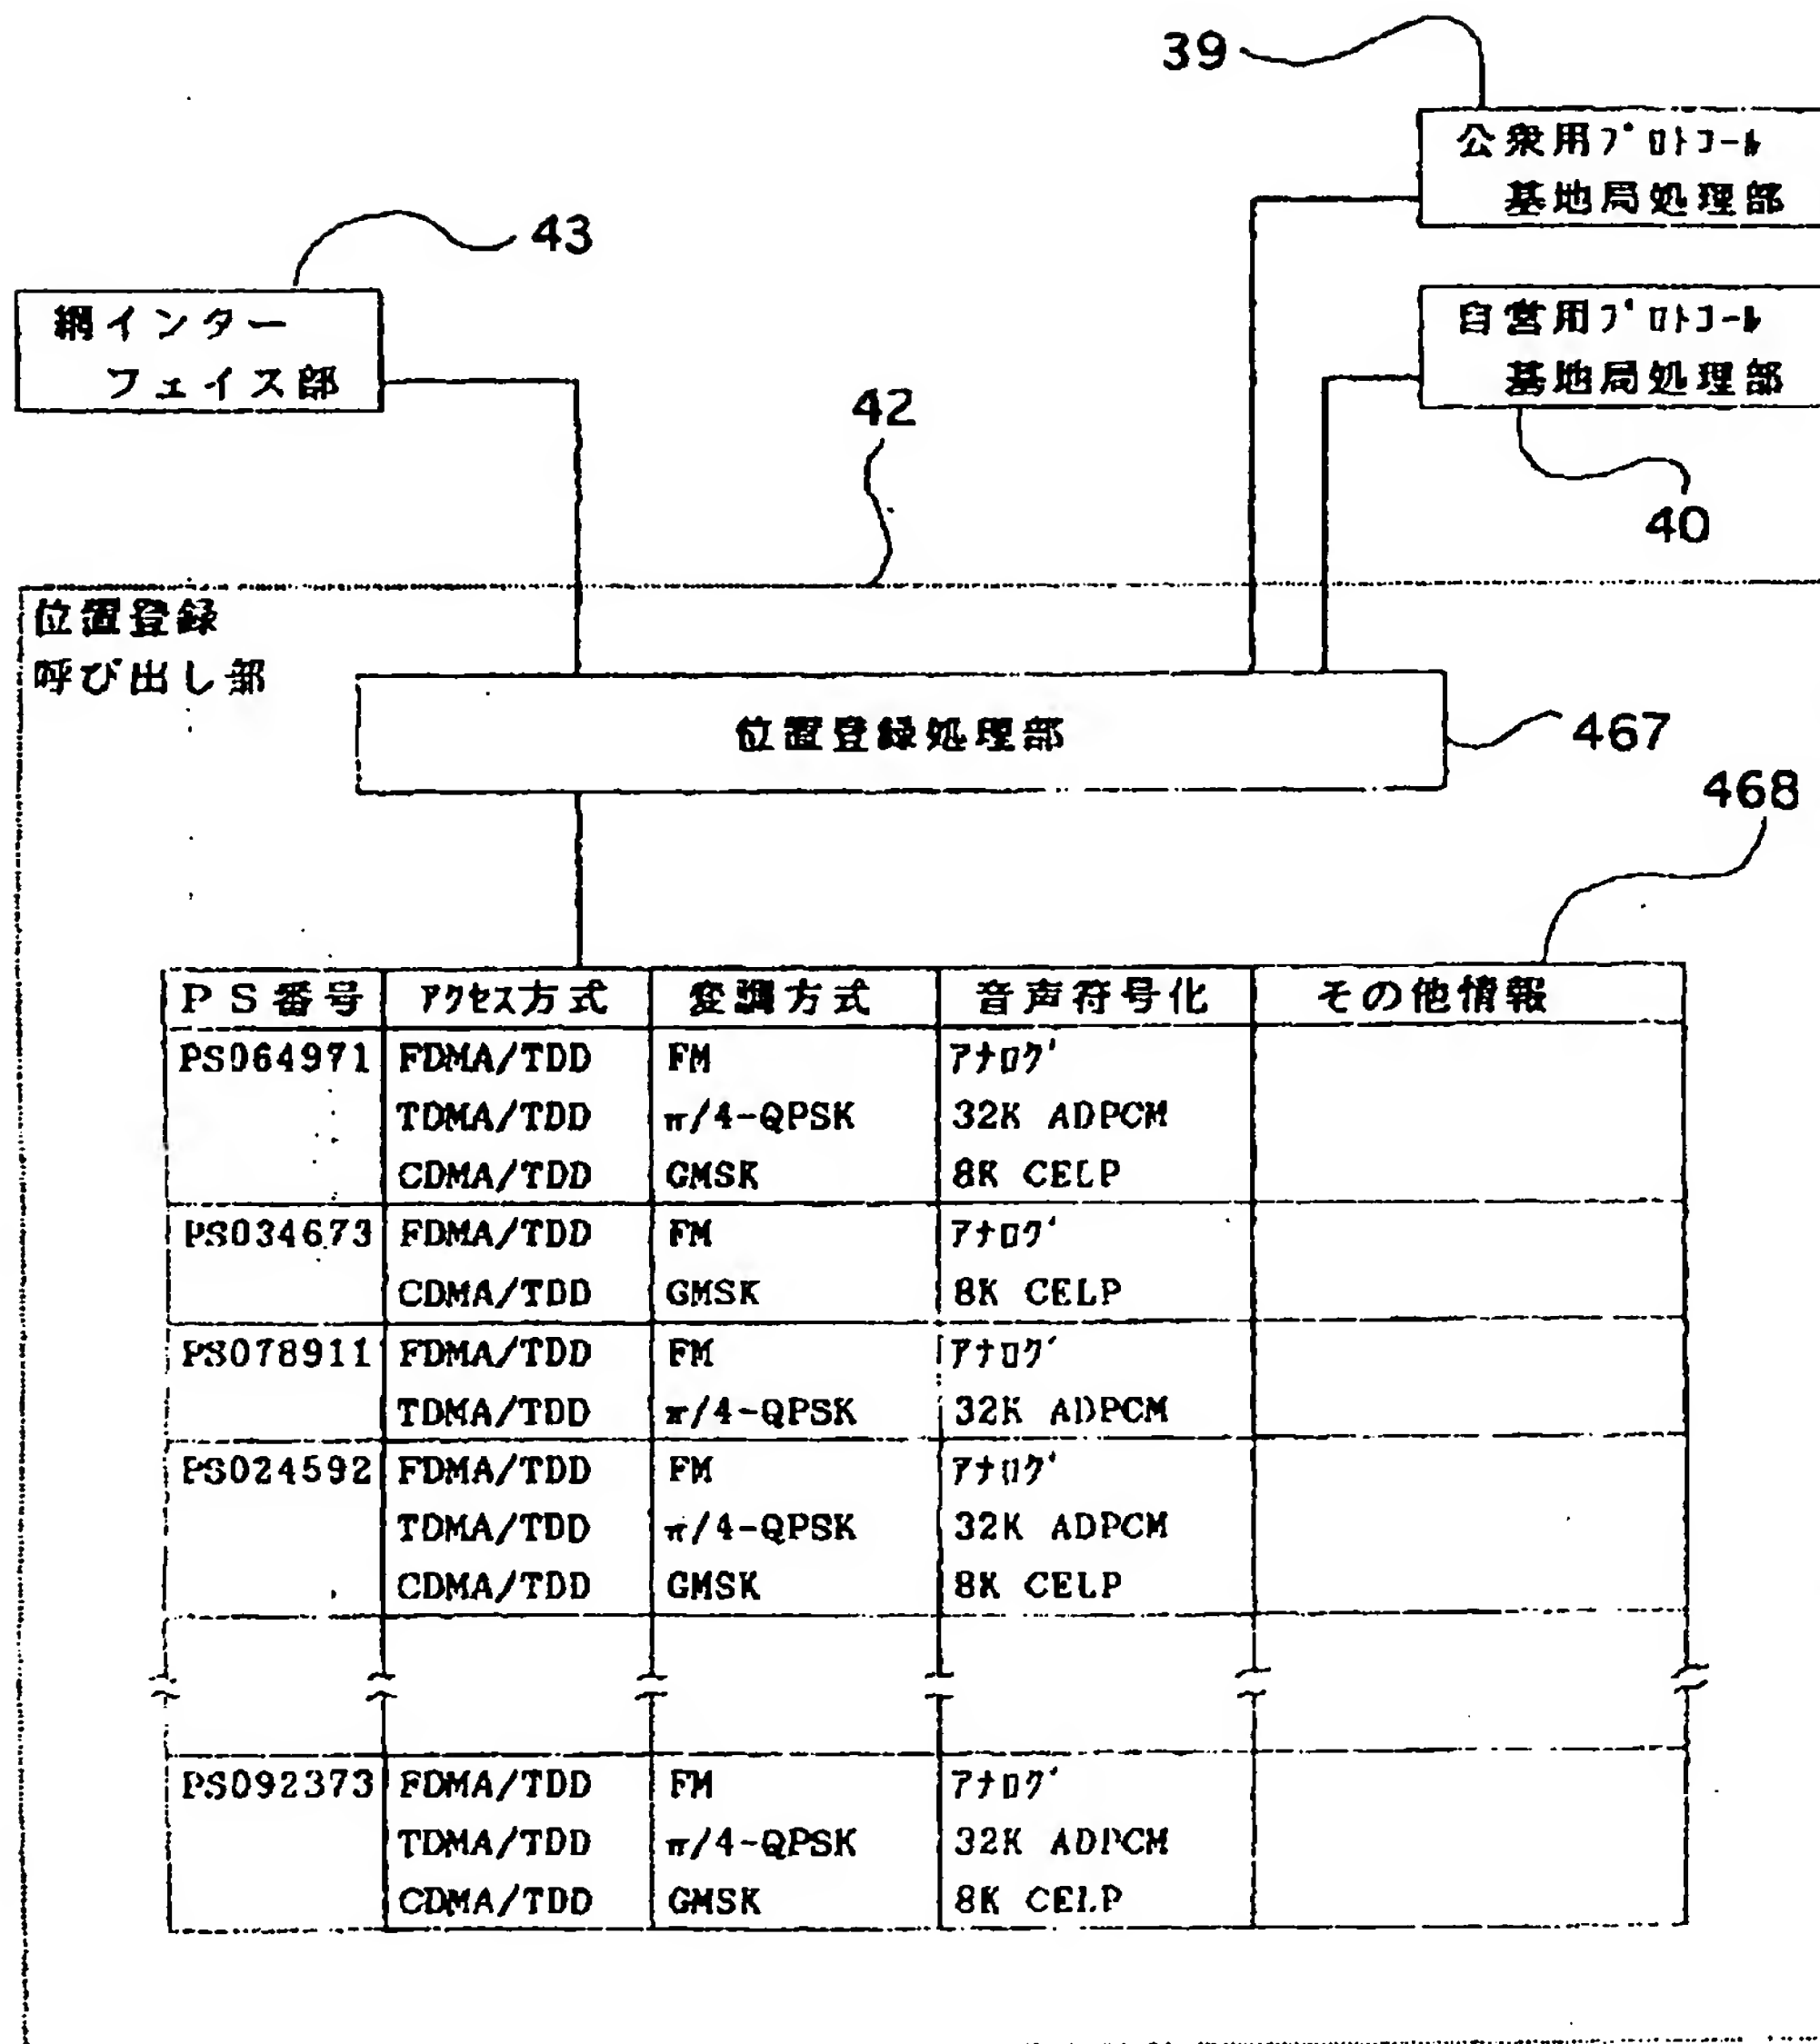 39
公衆用プロトコール
基地局処理部
43
網インター
フェイス部
自営用プロトコール
基地局処理部
42
40
位置登録
呼び出し部
位置登録処理部
467
468
PS番号 アクセス方式 変調方式 音声符号化 その他情報
PS064971 FDMA/TDD FM アナログ
TDMA/TDD π/4-QPSK 32K ADPCM
CDMA/TDD GMSK 8K CELP
PS034673 FDMA/TDD FM アナログ
CDMA/TDD GMSK 8K CELP
PS078911 FDMA/TDD FM アナログ
TDMA/TDD π/4-QPSK 32K ADPCM
PS024592 FDMA/TDD FM アナログ
TDMA/TDD π/4-QPSK 32K ADPCM
CDMA/TDD GMSK 8K CELP
PS092373 FDMA/TDD FM アナログ
TDMA/TDD π/4-QPSK 32K ADPCM
CDMA/TDD GMSK 8K CELP